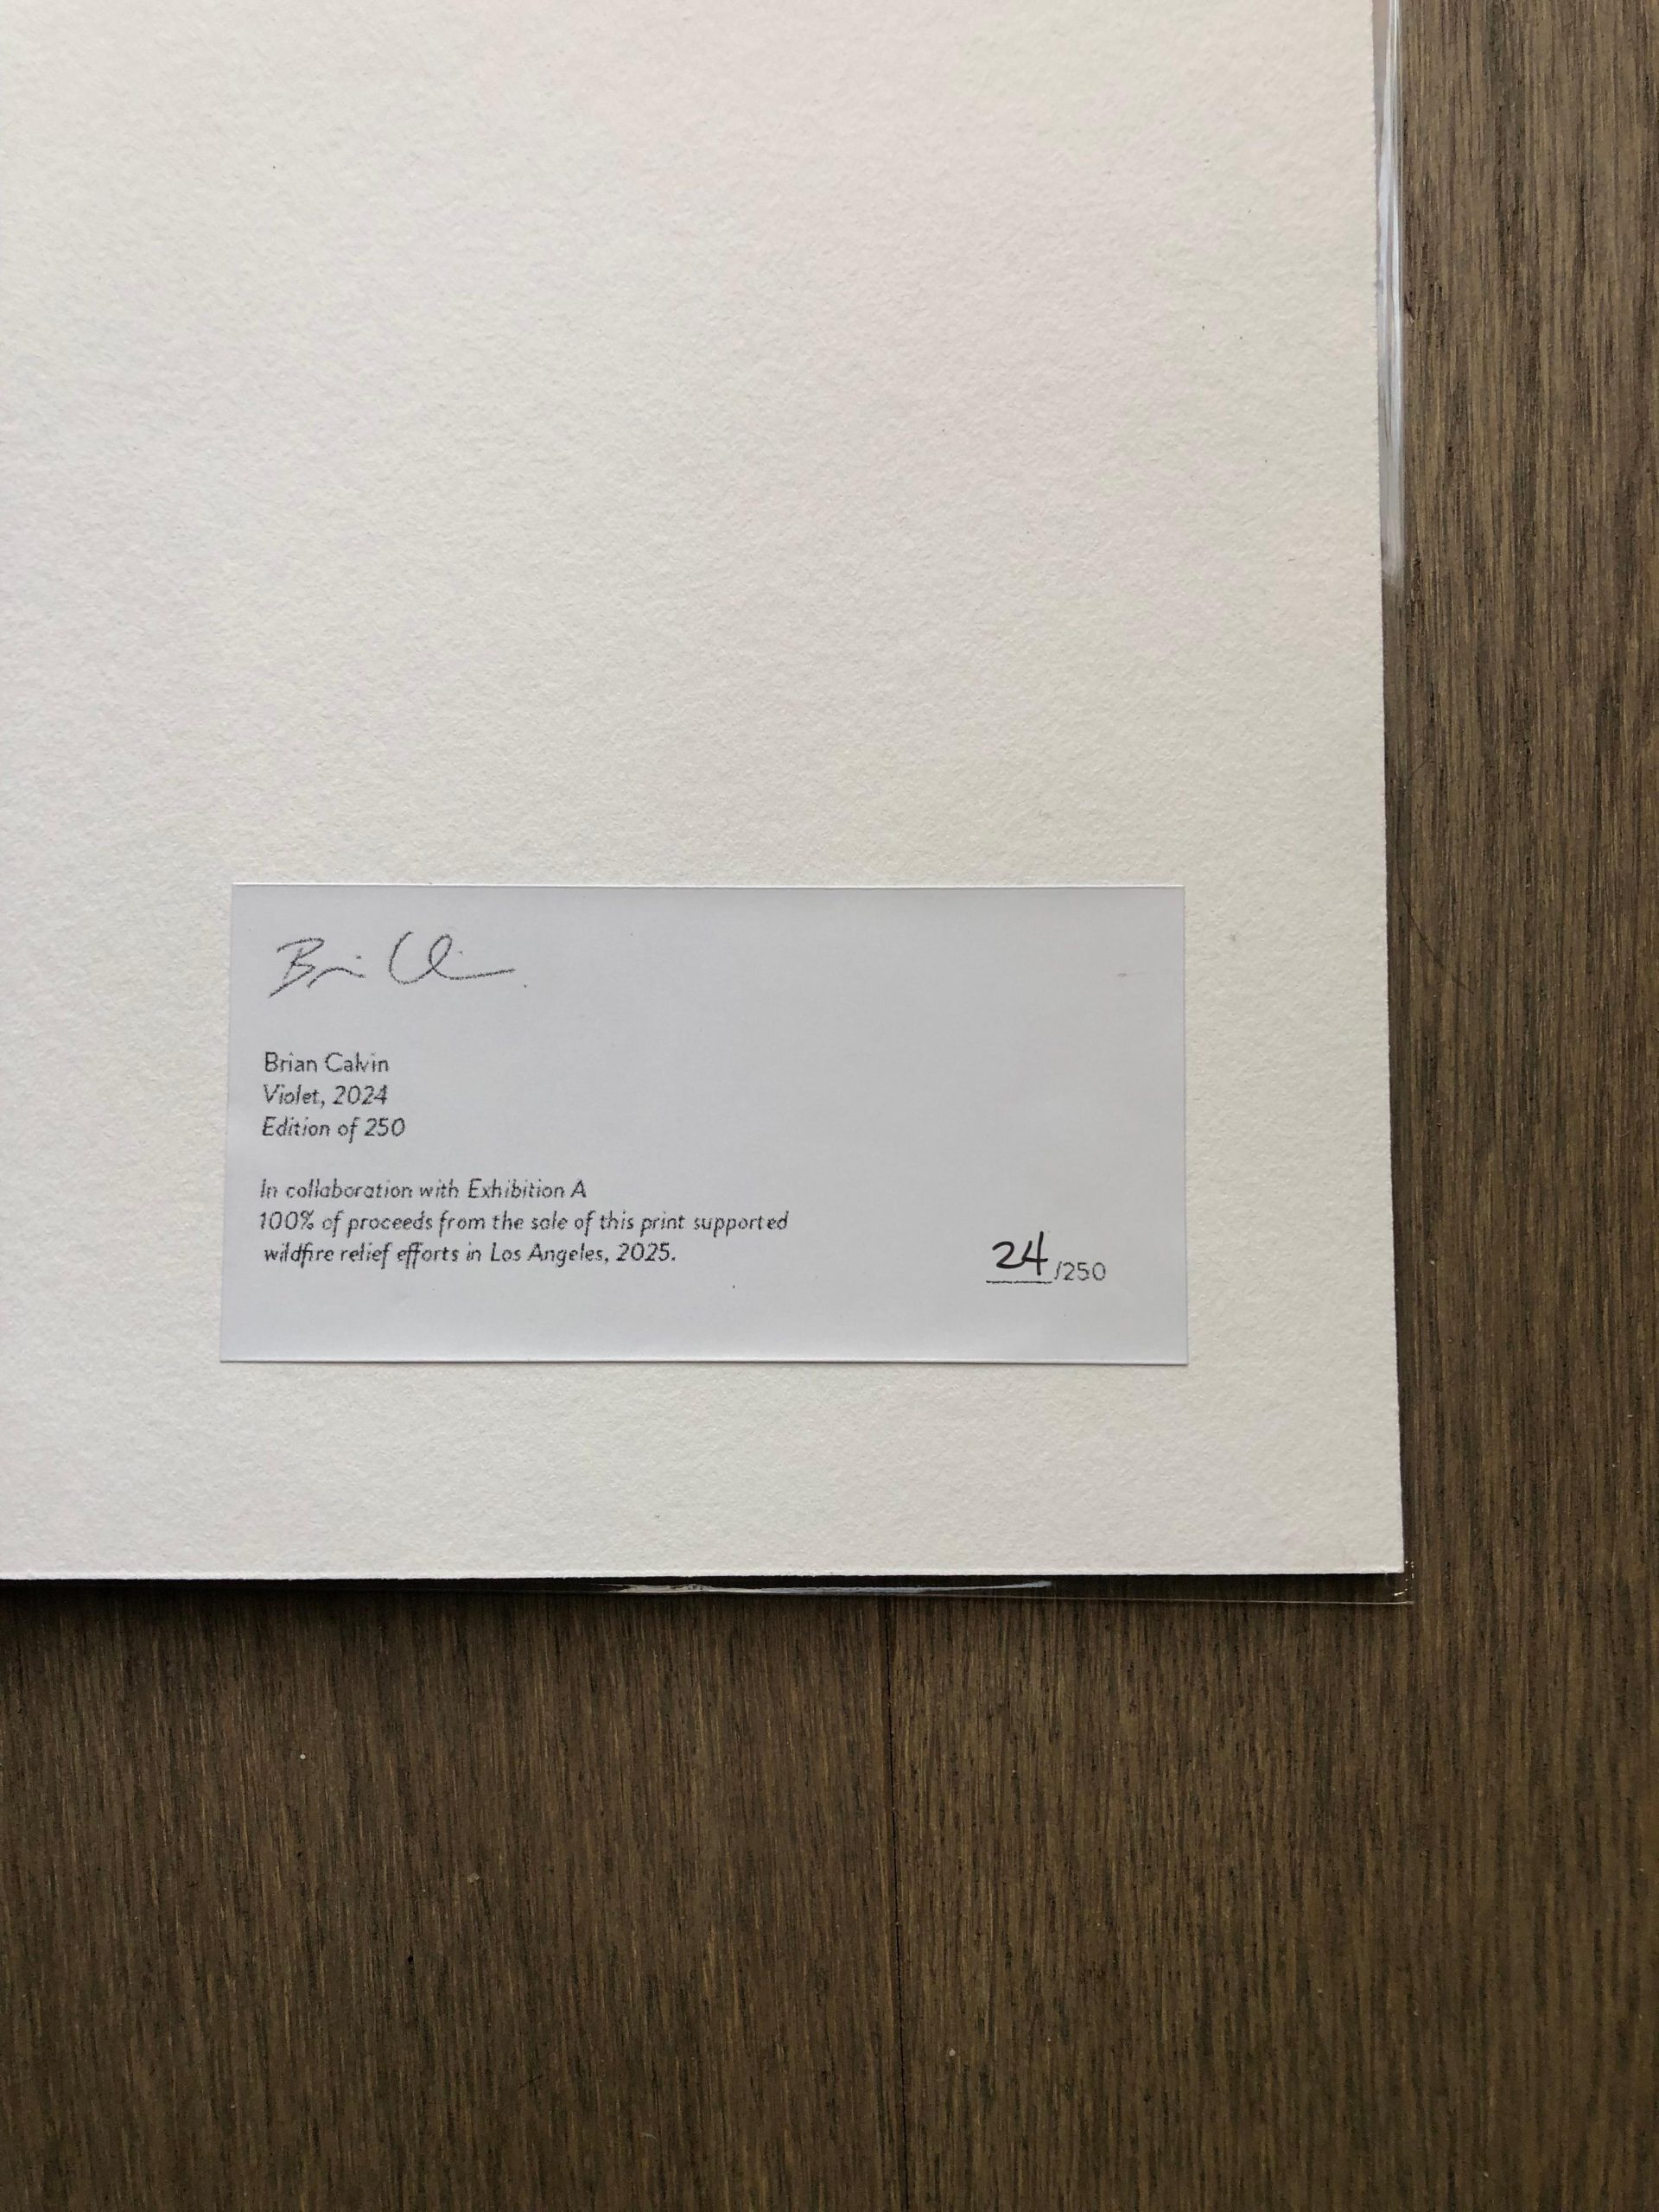 Brian Calvin
Violet, 2024
Edition of 250
In collaboration with Exhibition A
100% of proceeds from the sale of this print supported
wildfire relief efforts in Los Angeles, 2025.
24/250